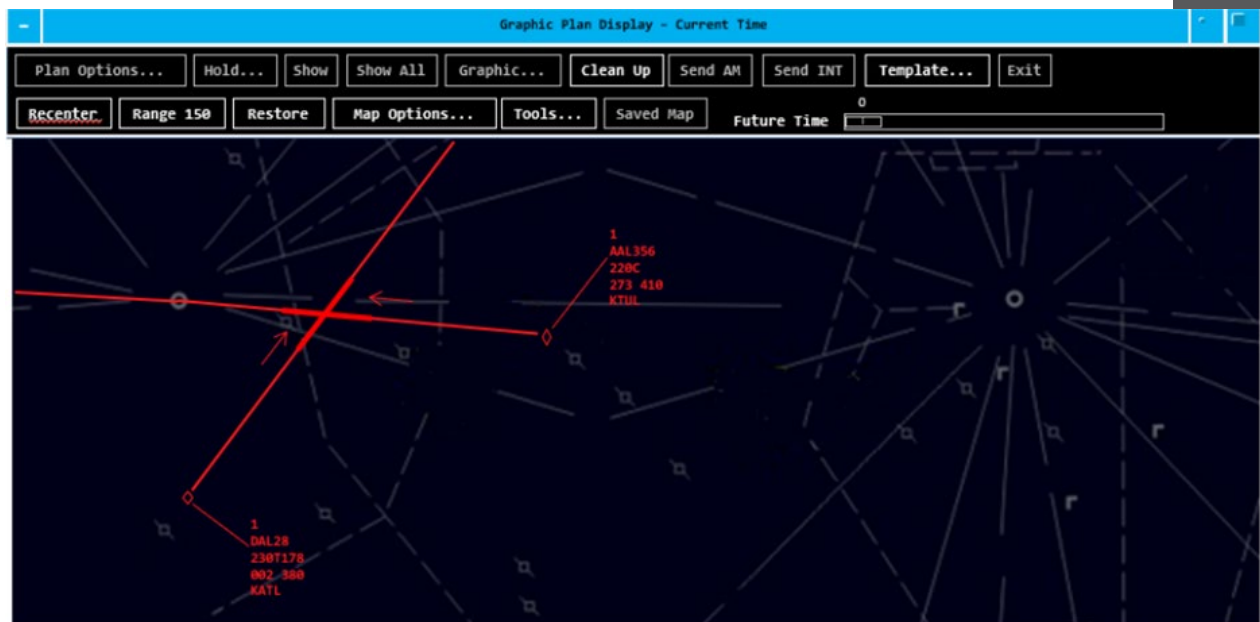 Graphic Plan Display - Current Time
Plan Options... Hold... Show Show All Graphic... Clean Up Send AM Send INT Template... Exit
Recenter Range 150 Restore Map Options... Tools... Saved Map Future Time 0
1
AAL356
220C
273 410
KTUL
1
DAL28
230T178
002 380
KATL